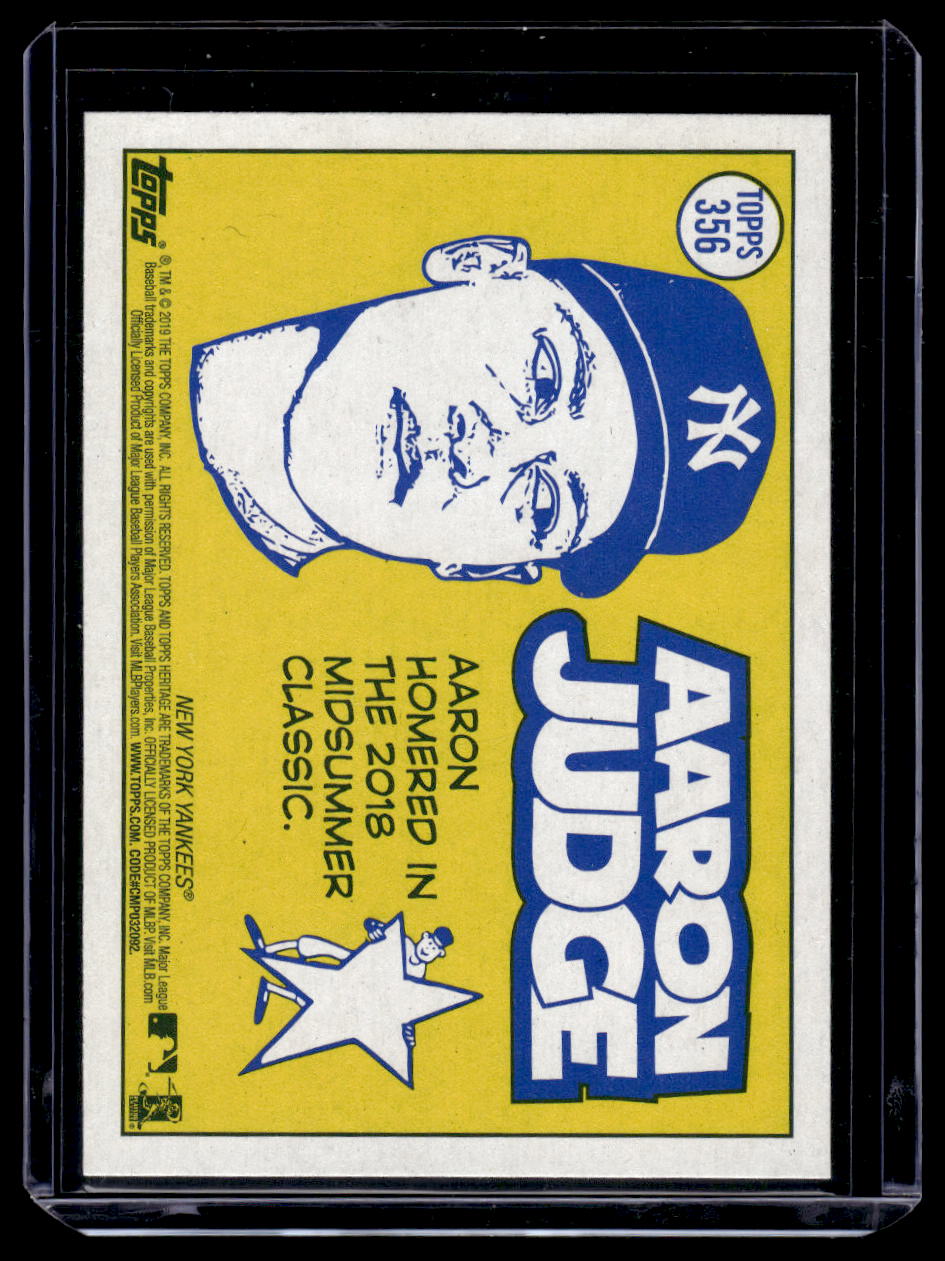 TOPPS
356
AARON
JUDGE
NY
AARON
HOMERED IN
THE 2018
MIDSUMMER
CLASSIC.
NEW YORK YANKEES®
topps®
®, TM & © 2019 THE TOPPS COMPANY, INC. ALL RIGHTS RESERVED. TOPPS AND TOPPS HERITAGE ARE TRADEMARKS OF THE TOPPS COMPANY, INC. Major League
Baseball trademarks and copyrights are used with permission of Major League Baseball Properties, Inc. OFFICIALLY LICENSED PRODUCT OF MLBP. Visit MLB.com
Officially Licensed Product of Major League Baseball Players Association. Visit MLBPlayers.com. WWW.TOPPS.COM. CODE#CMP032092.